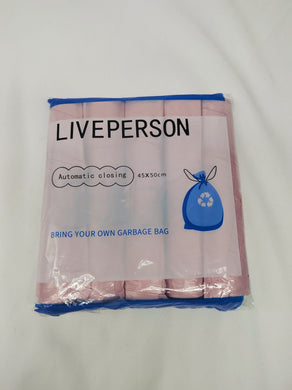 LIVEPERSON
Automatic closing 45X50cm
BRING YOUR OWN GARBAGE BAG